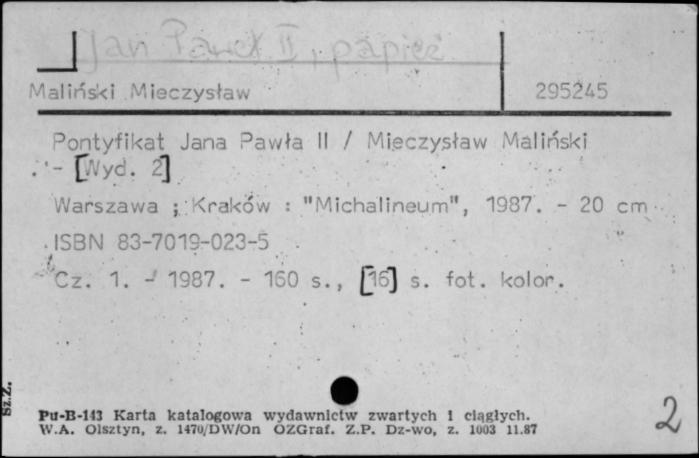 Jan Paweł II, papież
Maliński Mieczysław 295245
Pontyfikat Jana Pawła II / Mieczysław Maliński
.- [Wyd. 2]
Warszawa ; Kraków : "Michalineum", 1987. - 20 cm
ISBN 83-7019-023-5
Cz. 1. - 1987. - 160 s., [16] s. fot. kolor.
Sz.Z.
Pu-B-143 Karta katalogowa wydawnictw zwartych i ciągłych.
W.A. Olsztyn, z. 1470/DW/On OZGraf. Z.P. Dz-wo, z. 1003 11.87
2